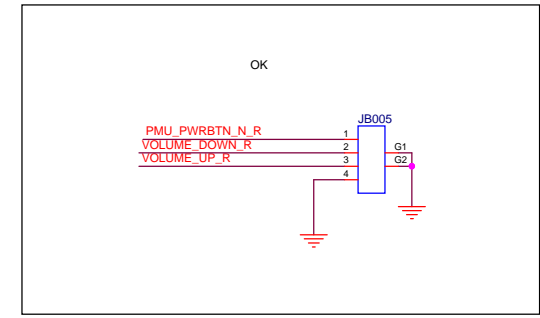 OK
JB005
PMU_PWRBTN_N_R 1
VOLUME_DOWN_R 2 G1
VOLUME_UP_R 3 G2
4